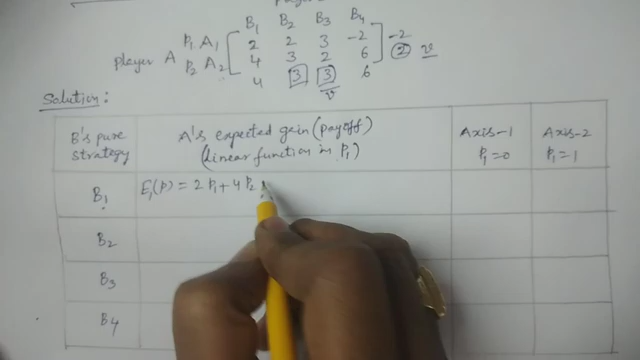 B1 B2 B3 B4
P1 A1 2 2 3 -2 -2
Player A
P2 A2 4 3 2 6 2 v
4 3 3 6
v
Solution:
B's pure strategy
A's expected gain (payoff)
(linear function in P1)
Axis-1
P1=0
Axis-2
P1=1
B1 E1(P) = 2 P1 + 4 P2
B2
B3
B4